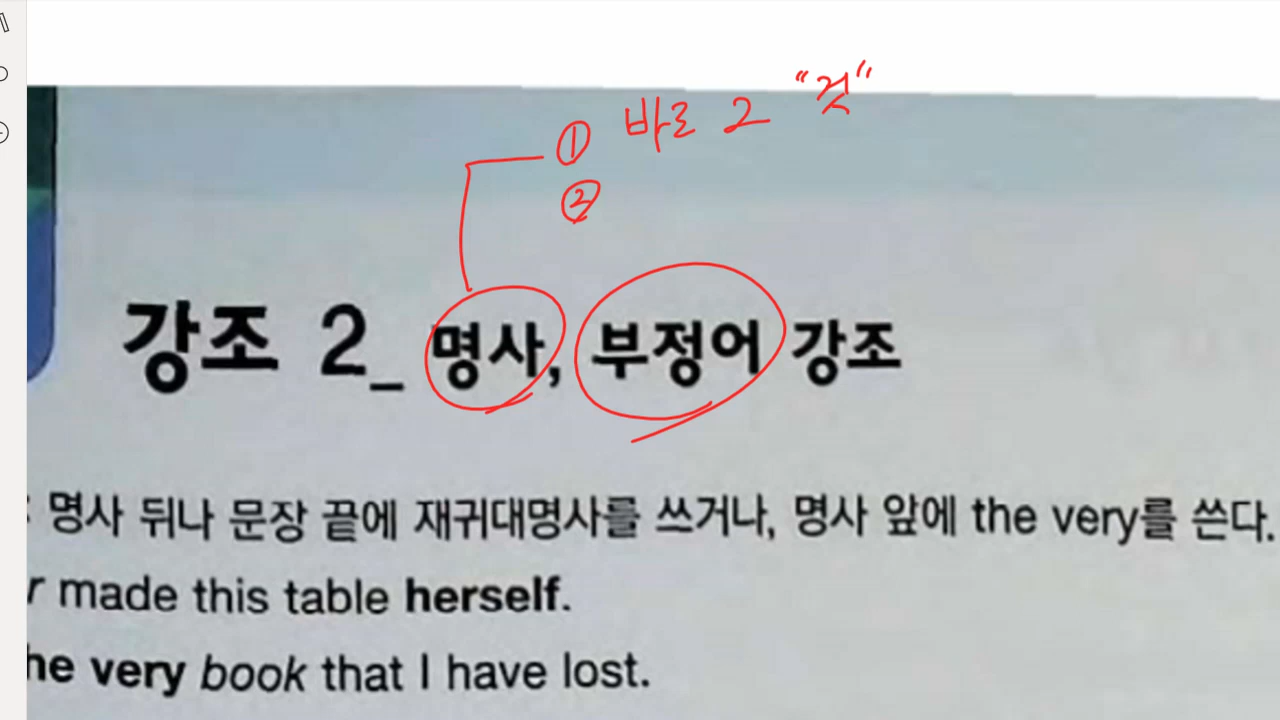 ① 바로 그 "것"
②
강조 2_ 명사, 부정어 강조
: 명사 뒤나 문장 끝에 재귀대명사를 쓰거나, 명사 앞에 the very를 쓴다.
r made this table herself.
he very book that I have lost.